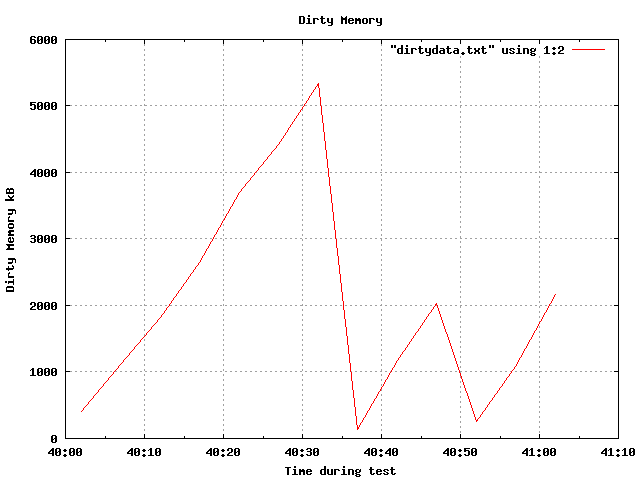 Dirty Memory
"dirtydata.txt" using 1:2
6000
5000
4000
3000
2000
1000
0
Dirty Memory kB
40:00 40:10 40:20 40:30 40:40 40:50 41:00 41:10
Time during test